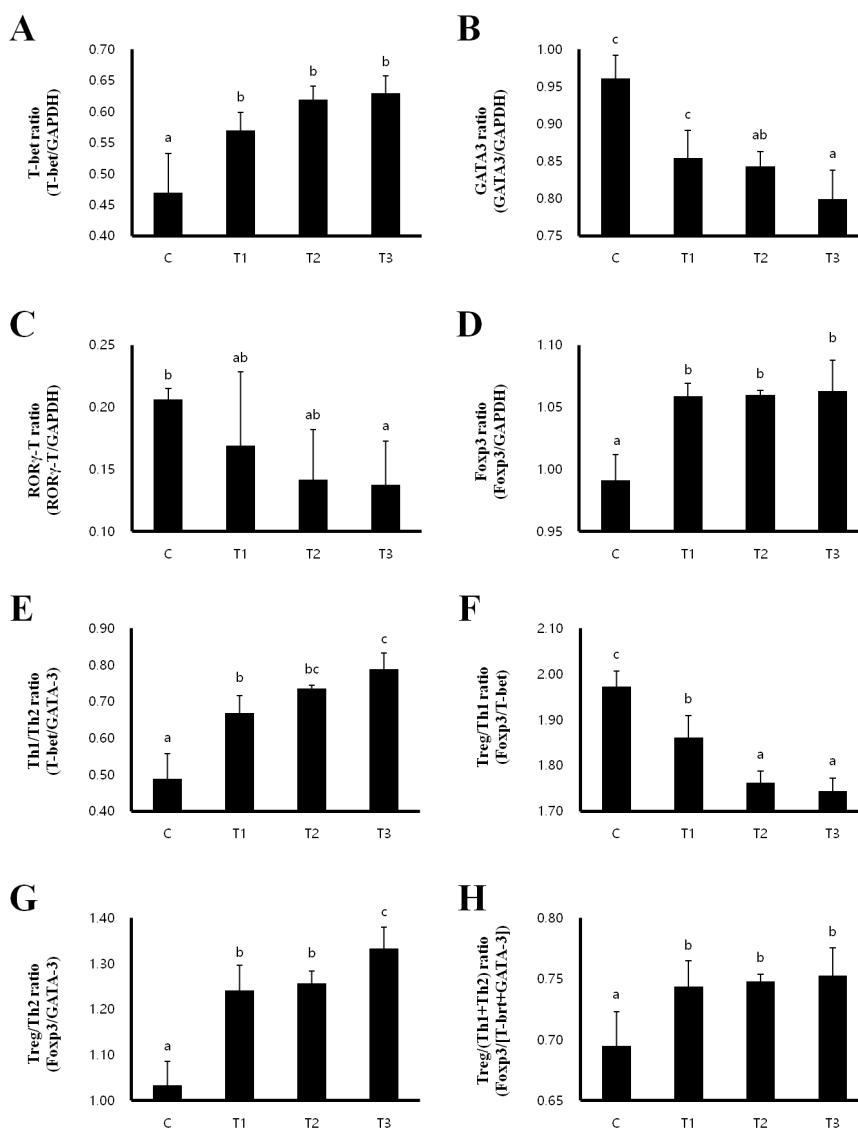 A
T-bet ratio
(T-bet/GAPDH)
0.70
0.65
0.60
0.55
0.50
0.45
0.40
a
b
b
b
C
T1
T2
T3
B
GATA3 ratio
(GATA3/GAPDH)
1.00
0.95
0.90
0.85
0.80
0.75
c
c
ab
a
C
T1
T2
T3
C
RORγ-T ratio
(RORγ-T/GAPDH)
0.25
0.20
0.15
0.10
b
ab
ab
a
C
T1
T2
T3
D
Foxp3 ratio
(Foxp3/GAPDH)
1.10
1.05
1.00
0.95
a
b
b
b
C
T1
T2
T3
E
Th1/Th2 ratio
(T-bet/GATA-3)
0.90
0.80
0.70
0.60
0.50
0.40
a
b
bc
c
C
T1
T2
T3
F
Treg/Th1 ratio
(Foxp3/T-bet)
2.10
2.00
1.90
1.80
1.70
c
b
a
a
C
T1
T2
T3
G
Treg/Th2 ratio
(Foxp3/GATA-3)
1.40
1.30
1.20
1.10
1.00
a
b
b
c
C
T1
T2
T3
H
Treg/(Th1+Th2) ratio
(Foxp3/[T-brt+GATA-3])
0.80
0.75
0.70
0.65
a
b
b
b
C
T1
T2
T3